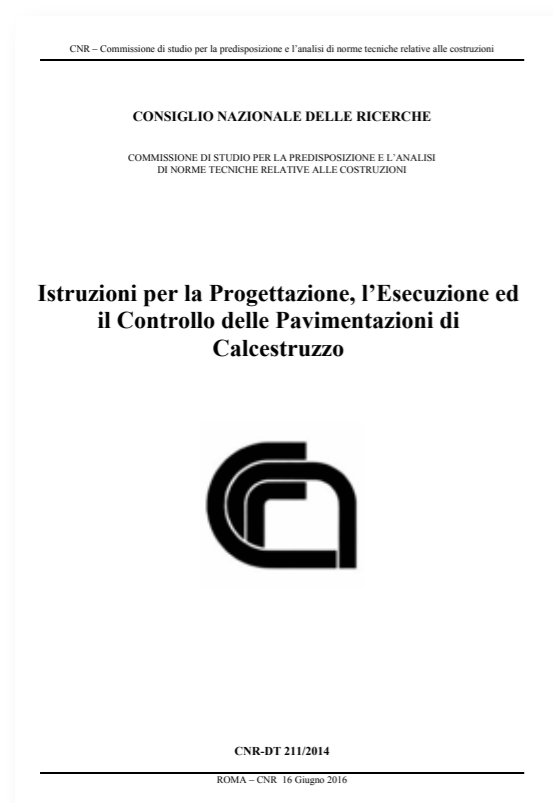 CNR – Commissione di studio per la predisposizione e l'analisi di norme tecniche relative alle costruzioni
CONSIGLIO NAZIONALE DELLE RICERCHE
COMMISSIONE DI STUDIO PER LA PREDISPOSIZIONE E L'ANALISI
DI NORME TECNICHE RELATIVE ALLE COSTRUZIONI
Istruzioni per la Progettazione, l'Esecuzione ed
il Controllo delle Pavimentazioni di
Calcestruzzo
CNR-DT 211/2014
ROMA – CNR 16 Giugno 2016